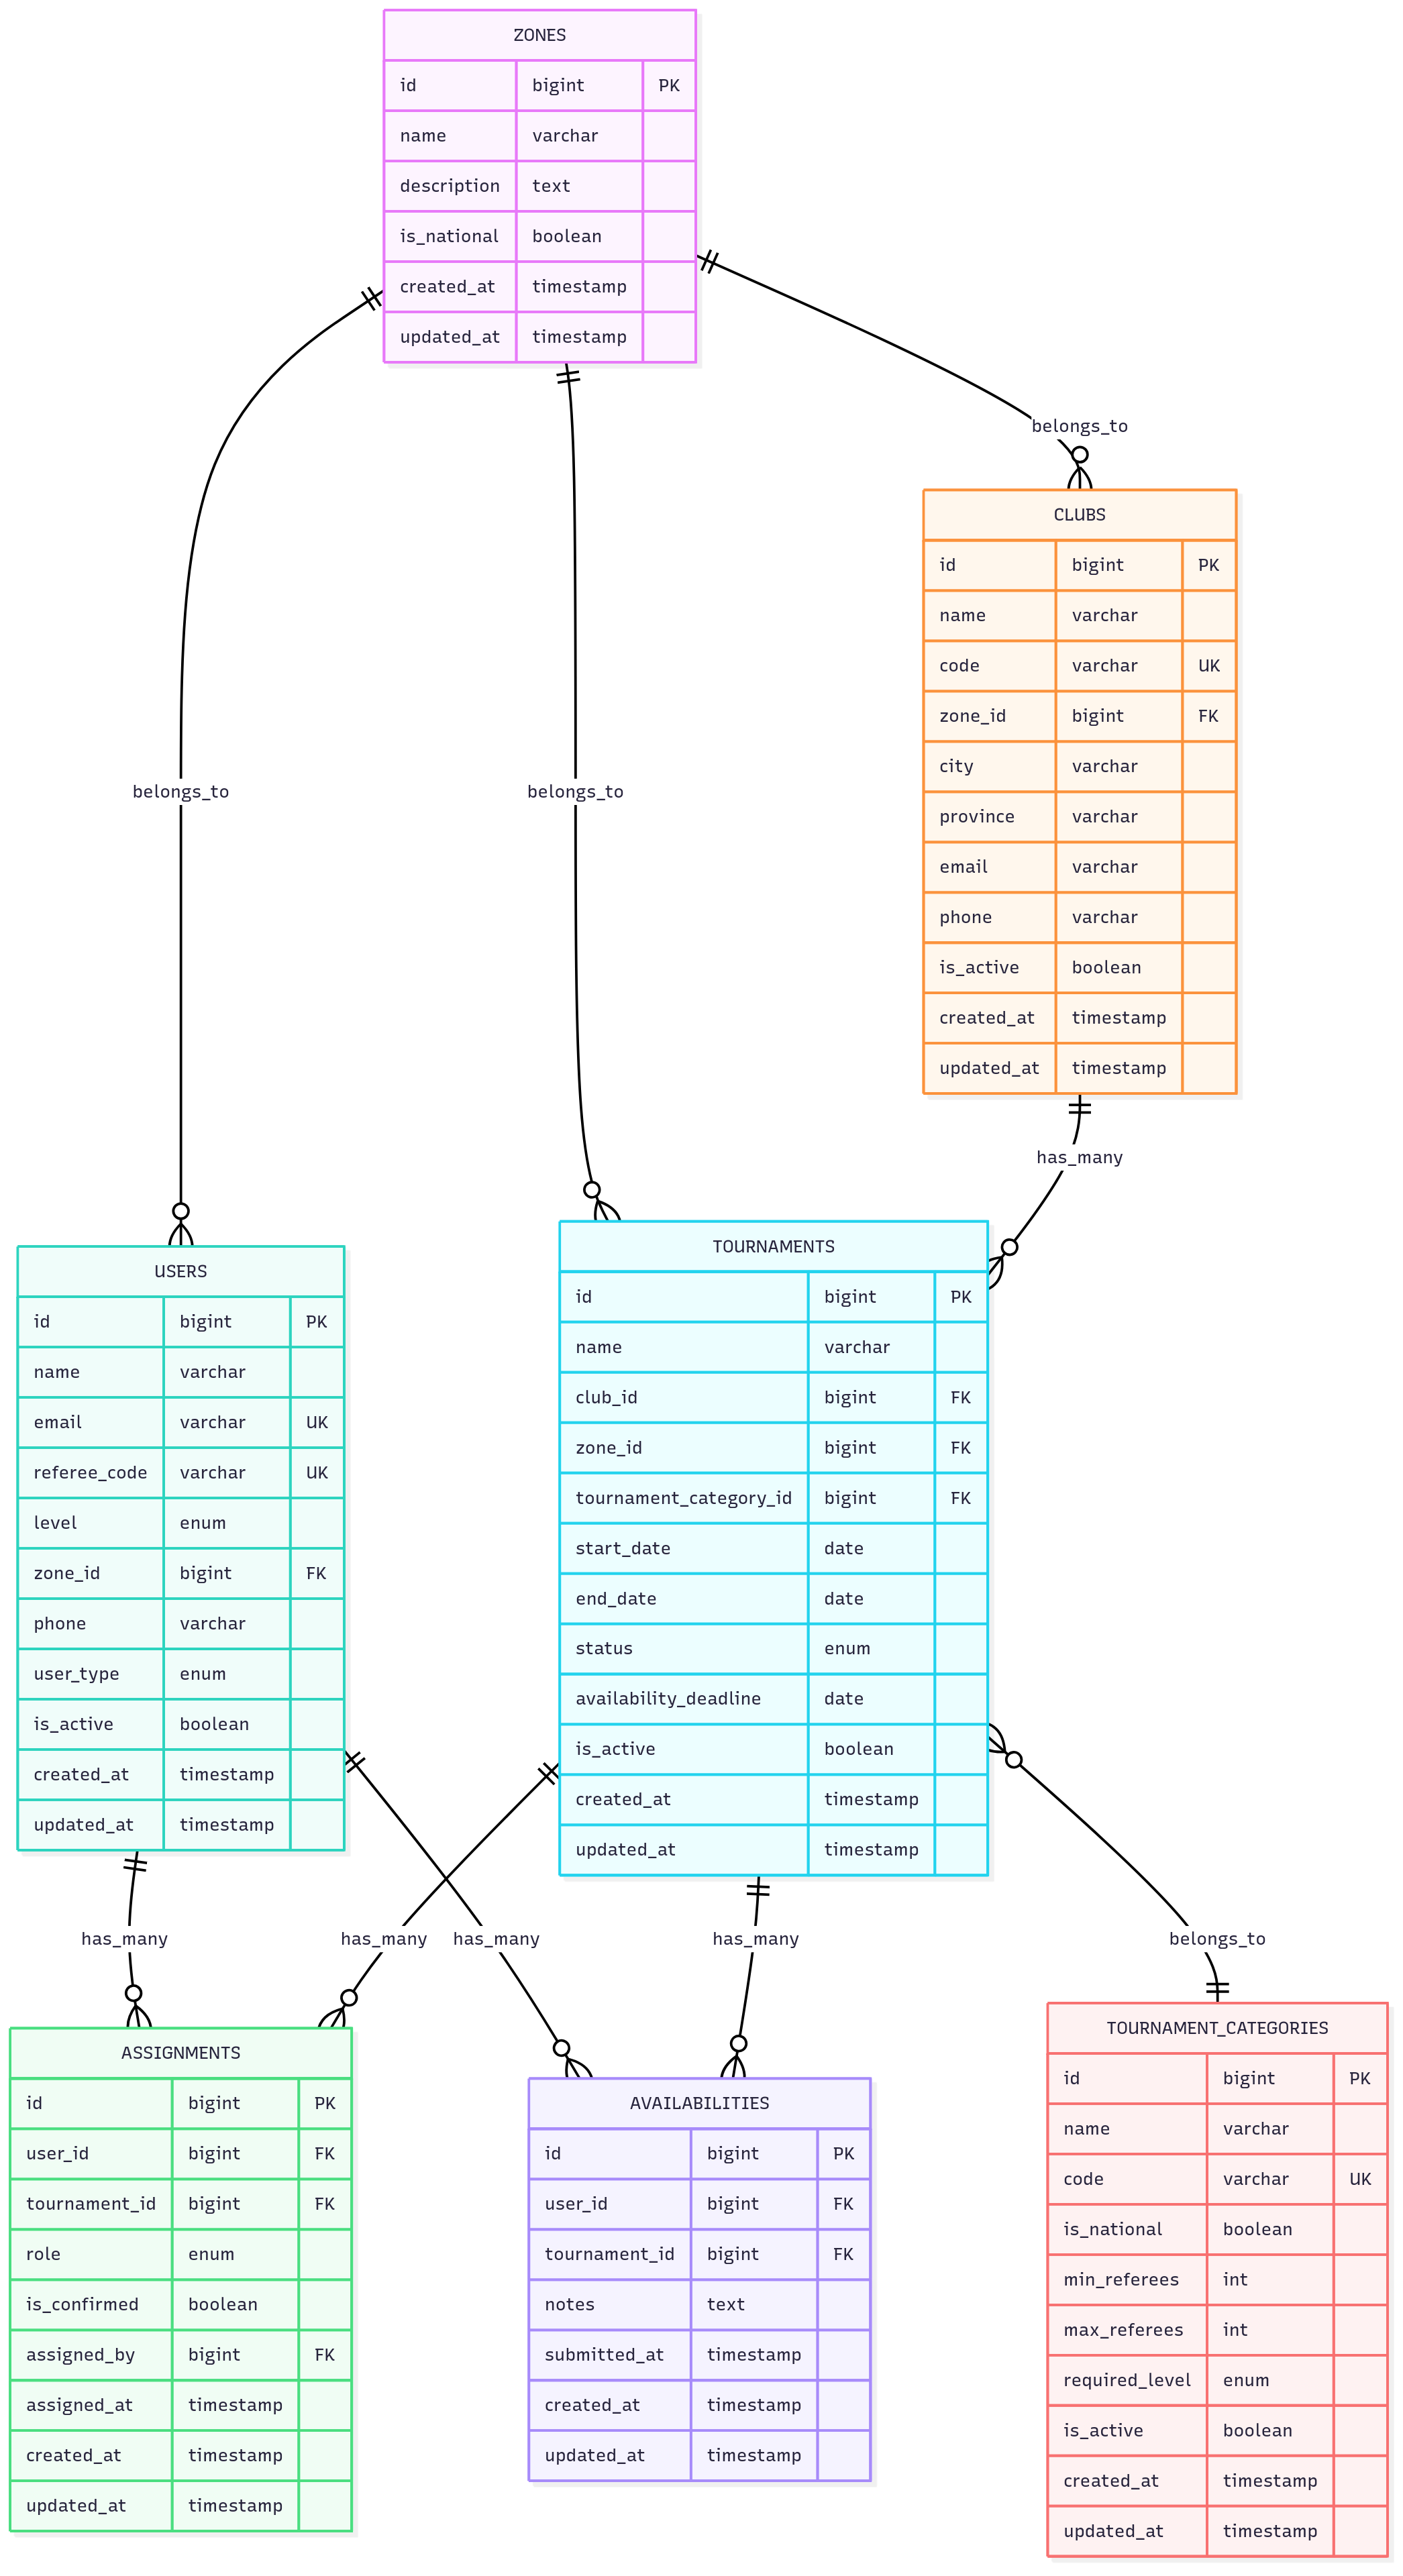 ZONES
id bigint PK
name varchar
description text
is_national boolean
created_at timestamp
updated_at timestamp
belongs_to
CLUBS
id bigint PK
name varchar
code varchar UK
zone_id bigint FK
city varchar
province varchar
email varchar
phone varchar
is_active boolean
created_at timestamp
updated_at timestamp
belongs_to
belongs_to
has_many
USERS
id bigint PK
name varchar
email varchar UK
referee_code varchar UK
level enum
zone_id bigint FK
phone varchar
user_type enum
is_active boolean
created_at timestamp
updated_at timestamp
TOURNAMENTS
id bigint PK
name varchar
club_id bigint FK
zone_id bigint FK
tournament_category_id bigint FK
start_date date
end_date date
status enum
availability_deadline date
is_active boolean
created_at timestamp
updated_at timestamp
has_many
has_many
has_many
has_many
belongs_to
ASSIGNMENTS
id bigint PK
user_id bigint FK
tournament_id bigint FK
role enum
is_confirmed boolean
assigned_by bigint FK
assigned_at timestamp
created_at timestamp
updated_at timestamp
AVAILABILITIES
id bigint PK
user_id bigint FK
tournament_id bigint FK
notes text
submitted_at timestamp
created_at timestamp
updated_at timestamp
TOURNAMENT_CATEGORIES
id bigint PK
name varchar
code varchar UK
is_national boolean
min_referees int
max_referees int
required_level enum
is_active boolean
created_at timestamp
updated_at timestamp